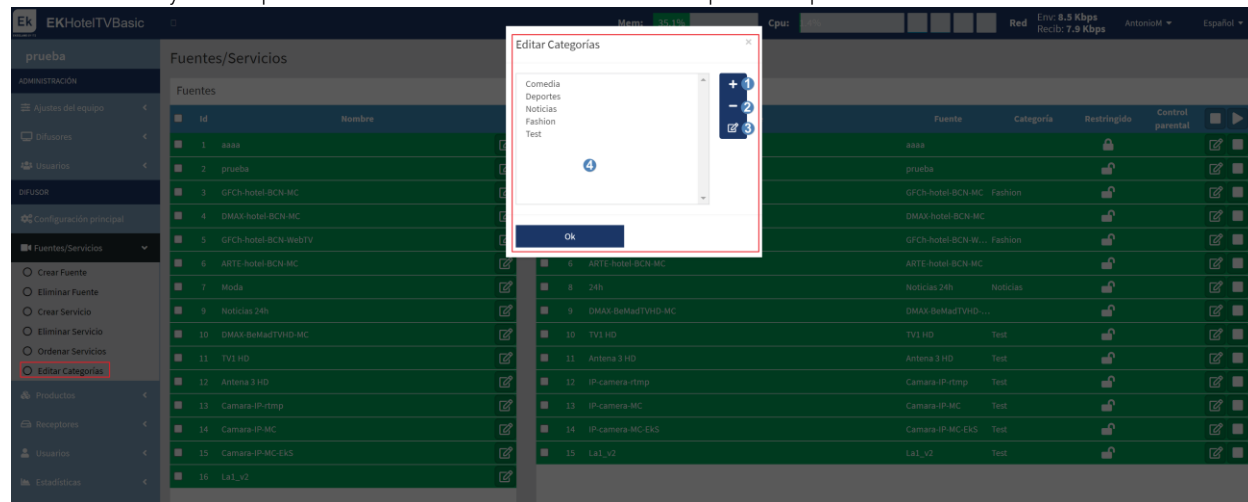 Ek EKHotelTVBasic Mem: 35.1% Cpu: Red Env: 8.5 Kbps AntonioM Español
Recib: 7.9 Kbps
prueba Fuentes/Servicios
ADMINISTRACIÓN
Ajustes del equipo
Difusores
Usuarios
DIFUSOR
Configuración principal
Fuentes/Servicios
Crear Fuente
Eliminar Fuente
Crear Servicio
Eliminar Servicio
Ordenar Servicios
Editar Categorías
Productos
Receptores
Usuarios
Estadísticas
Fuentes
Id Nombre
1 aaaa
2 prueba
3 GFCh-hotel-BCN-MC
4 DMAX-hotel-BCN-MC
5 GFCh-hotel-BCN-WebTV
6 ARTE-hotel-BCN-MC
7 Moda
9 Noticias 24h
10 DMAX-BeMadTVHD-MC
11 TV1 HD
12 Antena 3 HD
13 Camara-IP-rtmp
14 Camara-IP-MC
15 Camara-IP-MC-EkS
16 La1_v2
Editar Categorías ×
Comedia
Deportes
Noticias
Fashion
Test
+ 1
− 2
3
4
Ok
Fuente Categoría Restringido Control parental
aaaa
prueba
GFCh-hotel-BCN-MC Fashion
DMAX-hotel-BCN-MC
GFCh-hotel-BCN-W... Fashion
6 ARTE-hotel-BCN-MC ARTE-hotel-BCN-MC
8 24h Noticias 24h Noticias
9 DMAX-BeMadTVHD-MC DMAX-BeMadTVHD-...
10 TV1 HD TV1 HD Test
11 Antena 3 HD Antena 3 HD Test
12 IP-camera-rtmp Camara-IP-rtmp Test
13 IP-camera-MC Camara-IP-MC Test
14 IP-camera-MC-EkS Camara-IP-MC-EkS Test
15 La1_v2 La1_v2 Test